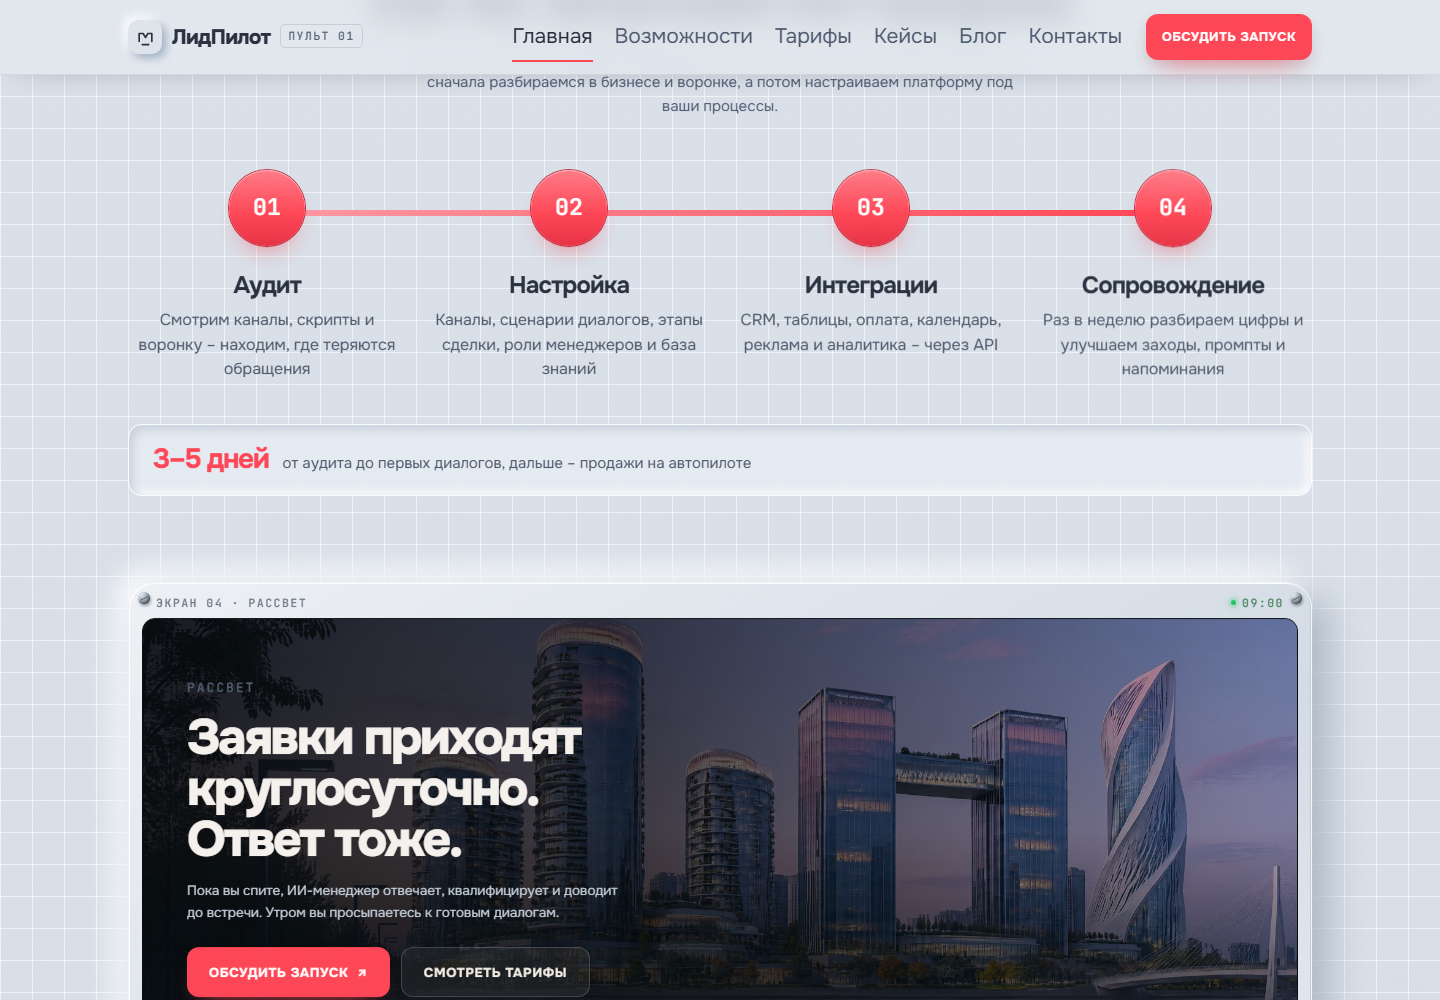 ЛидПилот
ПУЛЬТ 01
Главная
Возможности
Тарифы
Кейсы
Блог
Контакты
ОБСУДИТЬ ЗАПУСК
сначала разбираемся в бизнесе и воронке, а потом настраиваем платформу под
ваши процессы.
01
02
03
04
Аудит
Смотрим каналы, скрипты и
воронку – находим, где теряются
обращения
Настройка
Каналы, сценарии диалогов, этапы
сделки, роли менеджеров и база
знаний
Интеграции
CRM, таблицы, оплата, календарь,
реклама и аналитика – через API
Сопровождение
Раз в неделю разбираем цифры и
улучшаем заходы, промпты и
напоминания
3–5 дней от аудита до первых диалогов, дальше – продажи на автопилоте
ЭКРАН 04 · РАССВЕТ
09:00
РАССВЕТ
Заявки приходят
круглосуточно.
Ответ тоже.
Пока вы спите, ИИ-менеджер отвечает, квалифицирует и доводит
до встречи. Утром вы просыпаетесь к готовым диалогам.
ОБСУДИТЬ ЗАПУСК ↗
СМОТРЕТЬ ТАРИФЫ